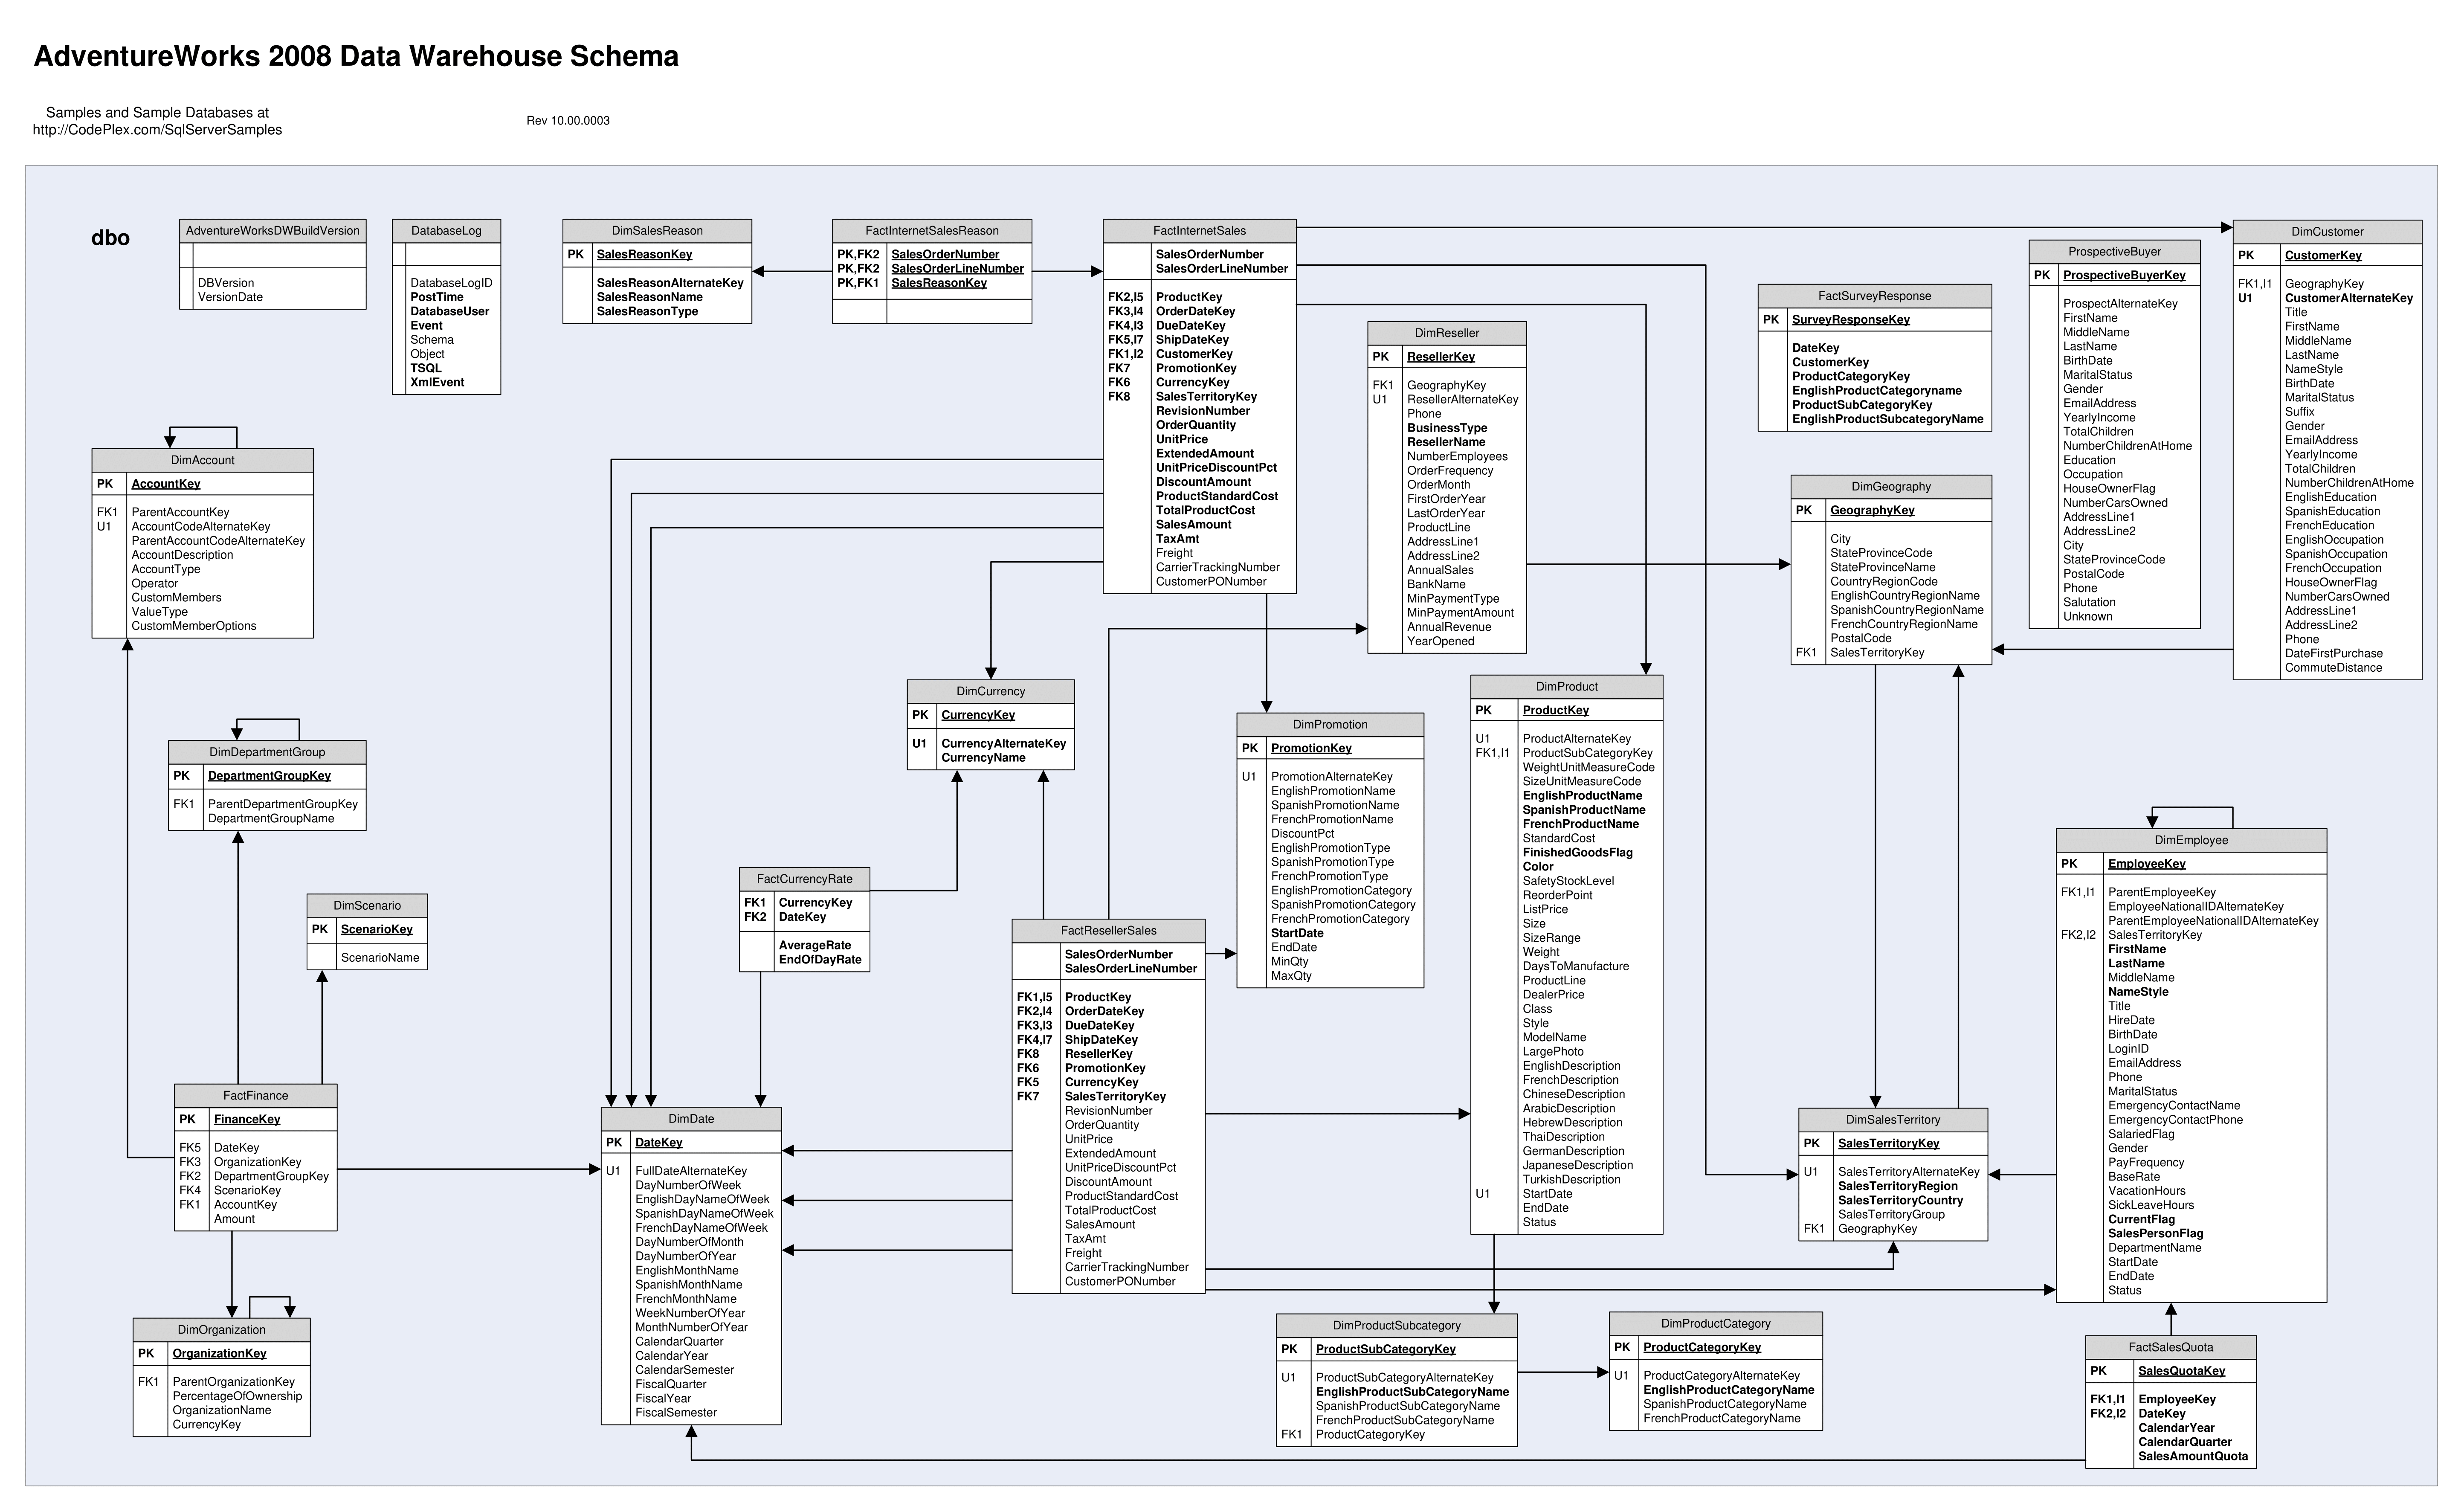 AdventureWorks 2008 Data Warehouse Schema
Samples and Sample Databases at
http://CodePlex.com/SqlServerSamples
Rev 10.00.0003
dbo
AdventureWorksDWBuildVersion
DBVersion
VersionDate
DatabaseLog
DatabaseLogID
PostTime
DatabaseUser
Event
Schema
Object
TSQL
XmlEvent
DimSalesReason
PK SalesReasonKey
SalesReasonAlternateKey
SalesReasonName
SalesReasonType
FactInternetSalesReason
PK,FK2 SalesOrderNumber
PK,FK2 SalesOrderLineNumber
PK,FK1 SalesReasonKey
FactInternetSales
SalesOrderNumber
SalesOrderLineNumber
FK2,I5 ProductKey
FK3,I4 OrderDateKey
FK4,I3 DueDateKey
FK5,I7 ShipDateKey
FK1,I2 CustomerKey
FK7 PromotionKey
FK6 CurrencyKey
FK8 SalesTerritoryKey
RevisionNumber
OrderQuantity
UnitPrice
ExtendedAmount
UnitPriceDiscountPct
DiscountAmount
ProductStandardCost
TotalProductCost
SalesAmount
TaxAmt
Freight
CarrierTrackingNumber
CustomerPONumber
DimReseller
PK ResellerKey
FK1 GeographyKey
U1 ResellerAlternateKey
Phone
BusinessType
ResellerName
NumberEmployees
OrderFrequency
OrderMonth
FirstOrderYear
LastOrderYear
ProductLine
AddressLine1
AddressLine2
AnnualSales
BankName
MinPaymentType
MinPaymentAmount
AnnualRevenue
YearOpened
FactSurveyResponse
PK SurveyResponseKey
DateKey
CustomerKey
ProductCategoryKey
EnglishProductCategoryname
ProductSubCategoryKey
EnglishProductSubcategoryName
ProspectiveBuyer
PK ProspectiveBuyerKey
ProspectAlternateKey
FirstName
MiddleName
LastName
BirthDate
MaritalStatus
Gender
EmailAddress
YearlyIncome
TotalChildren
NumberChildrenAtHome
Education
Occupation
HouseOwnerFlag
NumberCarsOwned
AddressLine1
AddressLine2
City
StateProvinceCode
PostalCode
Phone
Salutation
Unknown
DimCustomer
PK CustomerKey
FK1,I1 GeographyKey
U1 CustomerAlternateKey
Title
FirstName
MiddleName
LastName
NameStyle
BirthDate
MaritalStatus
Suffix
Gender
EmailAddress
YearlyIncome
TotalChildren
NumberChildrenAtHome
EnglishEducation
SpanishEducation
FrenchEducation
EnglishOccupation
SpanishOccupation
FrenchOccupation
HouseOwnerFlag
NumberCarsOwned
AddressLine1
AddressLine2
Phone
DateFirstPurchase
CommuteDistance
DimAccount
PK AccountKey
FK1 ParentAccountKey
U1 AccountCodeAlternateKey
ParentAccountCodeAlternateKey
AccountDescription
AccountType
Operator
CustomMembers
ValueType
CustomMemberOptions
DimGeography
PK GeographyKey
City
StateProvinceCode
StateProvinceName
CountryRegionCode
EnglishCountryRegionName
SpanishCountryRegionName
FrenchCountryRegionName
PostalCode
FK1 SalesTerritoryKey
DimCurrency
PK CurrencyKey
U1 CurrencyAlternateKey
CurrencyName
DimPromotion
PK PromotionKey
U1 PromotionAlternateKey
EnglishPromotionName
SpanishPromotionName
FrenchPromotionName
DiscountPct
EnglishPromotionType
SpanishPromotionType
FrenchPromotionType
EnglishPromotionCategory
SpanishPromotionCategory
FrenchPromotionCategory
StartDate
EndDate
MinQty
MaxQty
DimProduct
PK ProductKey
U1 ProductAlternateKey
FK1,I1 ProductSubCategoryKey
WeightUnitMeasureCode
SizeUnitMeasureCode
EnglishProductName
SpanishProductName
FrenchProductName
StandardCost
FinishedGoodsFlag
Color
SafetyStockLevel
ReorderPoint
ListPrice
Size
SizeRange
Weight
DaysToManufacture
ProductLine
DealerPrice
Class
Style
ModelName
LargePhoto
EnglishDescription
FrenchDescription
ChineseDescription
ArabicDescription
HebrewDescription
ThaiDescription
GermanDescription
JapaneseDescription
TurkishDescription
U1 StartDate
EndDate
Status
DimDepartmentGroup
PK DepartmentGroupKey
FK1 ParentDepartmentGroupKey
DepartmentGroupName
DimScenario
PK ScenarioKey
ScenarioName
FactCurrencyRate
FK1 CurrencyKey
FK2 DateKey
AverageRate
EndOfDayRate
FactResellerSales
SalesOrderNumber
SalesOrderLineNumber
FK1,I5 ProductKey
FK2,I4 OrderDateKey
FK3,I3 DueDateKey
FK4,I7 ShipDateKey
FK8 ResellerKey
FK6 PromotionKey
FK5 CurrencyKey
FK7 SalesTerritoryKey
RevisionNumber
OrderQuantity
UnitPrice
ExtendedAmount
UnitPriceDiscountPct
DiscountAmount
ProductStandardCost
TotalProductCost
SalesAmount
TaxAmt
Freight
CarrierTrackingNumber
CustomerPONumber
DimEmployee
PK EmployeeKey
FK1,I1 ParentEmployeeKey
EmployeeNationalIDAlternateKey
ParentEmployeeNationalIDAlternateKey
FK2,I2 SalesTerritoryKey
FirstName
LastName
MiddleName
NameStyle
Title
HireDate
BirthDate
LoginID
EmailAddress
Phone
MaritalStatus
EmergencyContactName
EmergencyContactPhone
SalariedFlag
Gender
PayFrequency
BaseRate
VacationHours
SickLeaveHours
CurrentFlag
SalesPersonFlag
DepartmentName
StartDate
EndDate
Status
FactFinance
PK FinanceKey
FK5 DateKey
FK3 OrganizationKey
FK2 DepartmentGroupKey
FK4 ScenarioKey
FK1 AccountKey
Amount
DimDate
PK DateKey
U1 FullDateAlternateKey
DayNumberOfWeek
EnglishDayNameOfWeek
SpanishDayNameOfWeek
FrenchDayNameOfWeek
DayNumberOfMonth
DayNumberOfYear
EnglishMonthName
SpanishMonthName
FrenchMonthName
WeekNumberOfYear
MonthNumberOfYear
CalendarQuarter
CalendarYear
CalendarSemester
FiscalQuarter
FiscalYear
FiscalSemester
DimSalesTerritory
PK SalesTerritoryKey
U1 SalesTerritoryAlternateKey
SalesTerritoryRegion
SalesTerritoryCountry
SalesTerritoryGroup
FK1 GeographyKey
DimOrganization
PK OrganizationKey
FK1 ParentOrganizationKey
PercentageOfOwnership
OrganizationName
CurrencyKey
DimProductSubcategory
PK ProductSubCategoryKey
U1 ProductSubCategoryAlternateKey
EnglishProductSubCategoryName
SpanishProductSubCategoryName
FrenchProductSubCategoryName
FK1 ProductCategoryKey
DimProductCategory
PK ProductCategoryKey
U1 ProductCategoryAlternateKey
EnglishProductCategoryName
SpanishProductCategoryName
FrenchProductCategoryName
FactSalesQuota
PK SalesQuotaKey
FK1,I1 EmployeeKey
FK2,I2 DateKey
CalendarYear
CalendarQuarter
SalesAmountQuota